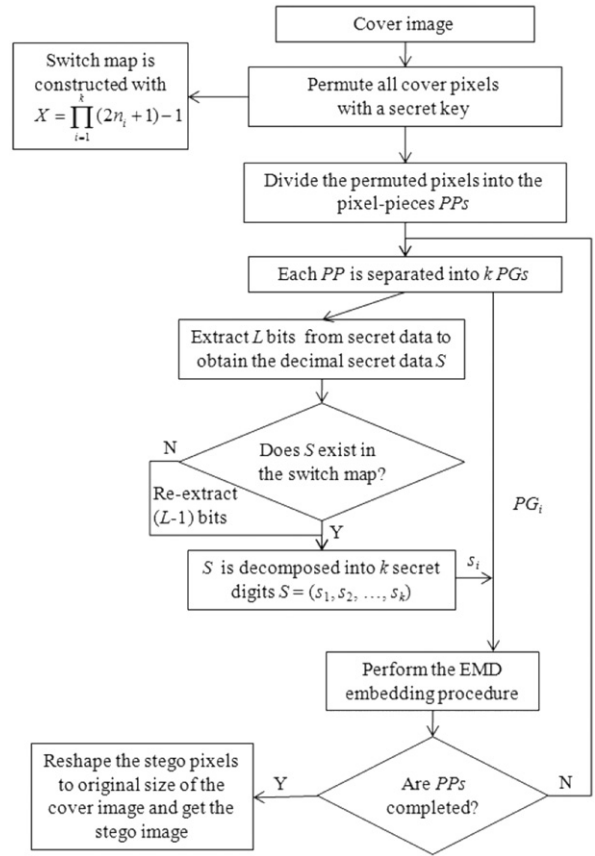 Cover image
Switch map is
constructed with
X = ∏_{i=1}^{k} (2n_i + 1) − 1
Permute all cover pixels
with a secret key
Divide the permuted pixels into the
pixel-pieces PPs
Each PP is separated into k PGs
Extract L bits from secret data to
obtain the decimal secret data S
N
Does S exist in
the switch map?
Re-extract
(L-1) bits
PG_i
Y
S is decomposed into k secret
digits S = (s_1, s_2, …, s_k)
s_i
Perform the EMD
embedding procedure
Reshape the stego pixels
to original size of the
cover image and get the
stego image
Y
Are PPs
completed?
N